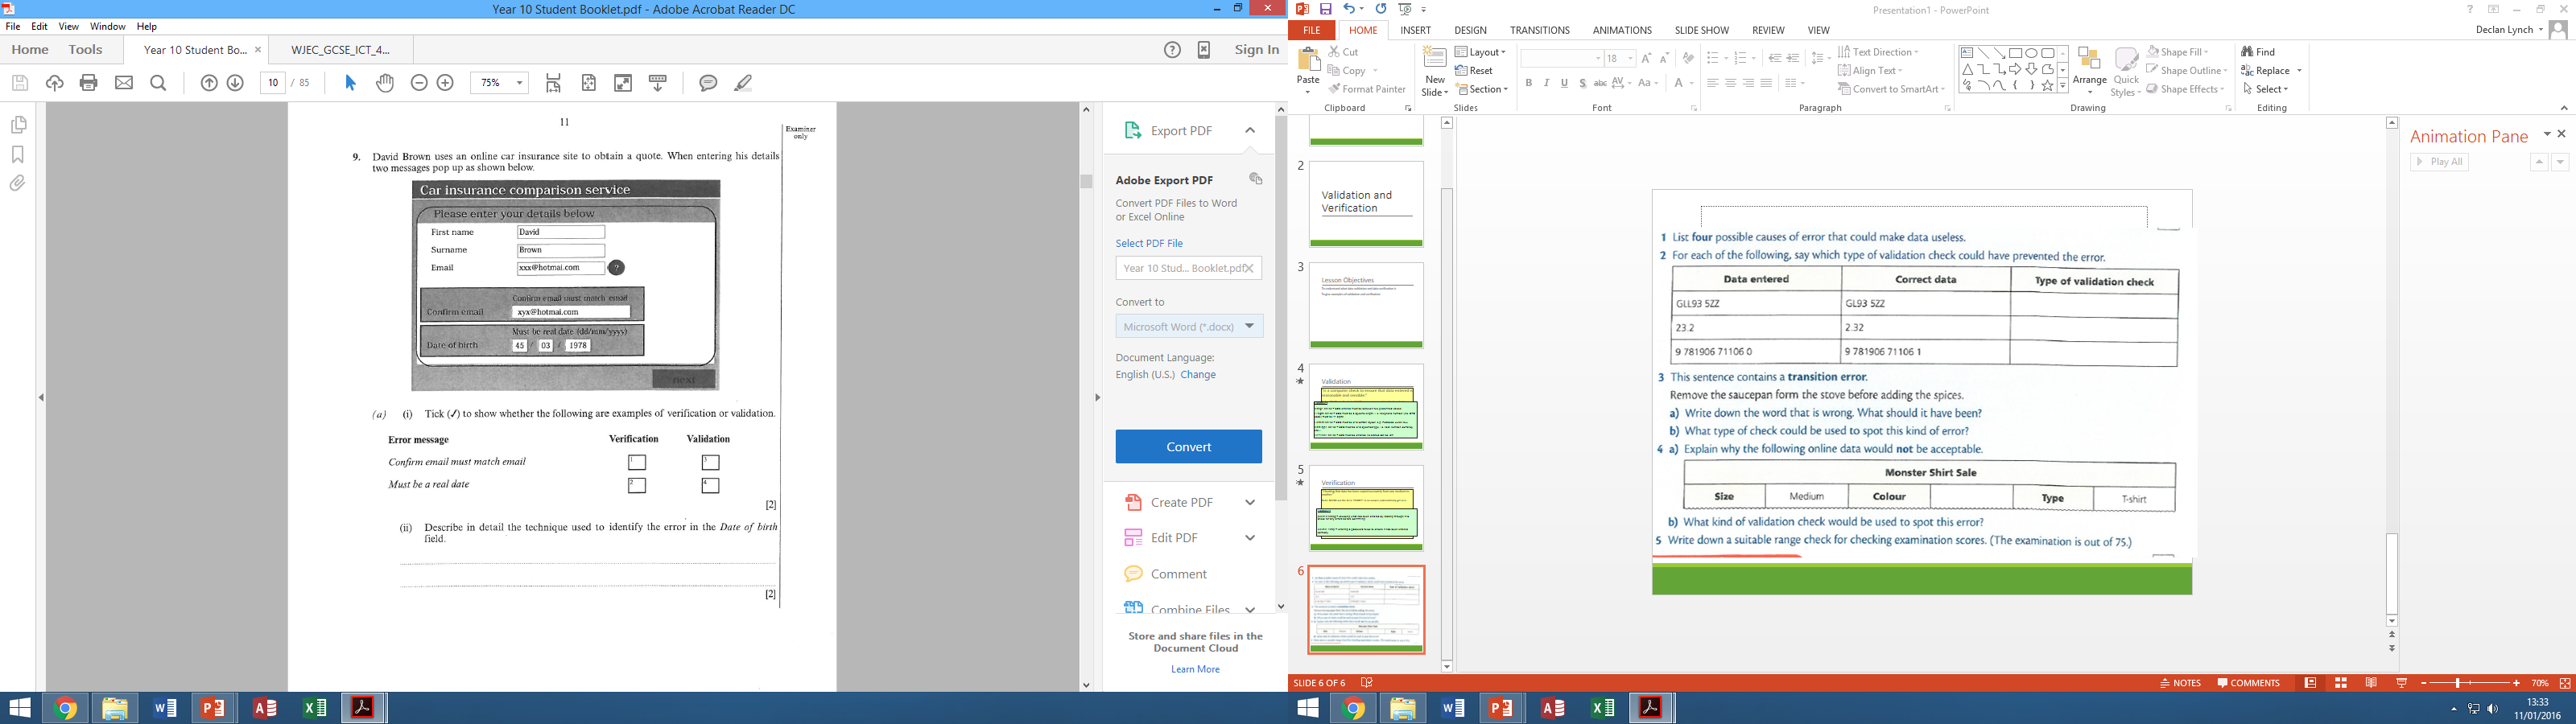 Year 10 Student Booklet.pdf - Adobe Acrobat Reader DC
File Edit View Window Help
Home Tools Year 10 Student Bo... × WJEC_GCSE_ICT_4... Sign In
10 / 85 75%
11
Examiner
only
9. David Brown uses an online car insurance site to obtain a quote. When entering his details
two messages pop up as shown below.
Car insurance comparison service
Please enter your details below
First name David
Surname Brown
Email xxx@hotmai.com ?
Confirm email must match email
Confirm email xyx@hotmai.com
Must be real date (dd/mm/yyyy)
Date of birth 45 / 03 / 1978
next
(a) (i) Tick (✓) to show whether the following are examples of verification or validation.
Error message Verification Validation
Confirm email must match email 1 3
Must be a real date 2 4
[2]
(ii) Describe in detail the technique used to identify the error in the Date of birth
field.
[2]
Export PDF
Adobe Export PDF
Convert PDF Files to Word
or Excel Online
Select PDF File
Year 10 Stud... Booklet.pdf
Convert to
Microsoft Word (*.docx)
Document Language:
English (U.S.) Change
Convert
Create PDF
Edit PDF
Comment
Combine Files
Store and share files in the
Document Cloud
Learn More
Presentation1 - PowerPoint
FILE HOME INSERT DESIGN TRANSITIONS ANIMATIONS SLIDE SHOW REVIEW VIEW Declan Lynch
Paste
Cut
Copy
Format Painter
Clipboard
New
Slide
Layout
Reset
Section
Slides
18
B I U S abc AV Aa A
Font
Text Direction
Align Text
Convert to SmartArt
Paragraph
Arrange
Quick
Styles
Shape Fill
Shape Outline
Shape Effects
Drawing
Find
Replace
Select
Editing
2
Validation and
Verification
3
Lesson Objectives
4
Validation
5
Verification
6
1 List four possible causes of error that could make data useless.
2 For each of the following, say which type of validation check could have prevented the error.
Data entered Correct data Type of validation check
GLL93 5ZZ GL93 5ZZ
23.2 2.32
9 781906 71106 0 9 781906 71106 1
3 This sentence contains a transition error.
Remove the saucepan form the stove before adding the spices.
a) Write down the word that is wrong. What should it have been?
b) What type of check could be used to spot this kind of error?
4 a) Explain why the following online data would not be acceptable.
Monster Shirt Sale
Size Medium Colour Type T-shirt
b) What kind of validation check would be used to spot this error?
5 Write down a suitable range check for checking examination scores. (The examination is out of 75.)
Animation Pane
Play All
SLIDE 6 OF 6 NOTES COMMENTS 70%
13:33
11/01/2016